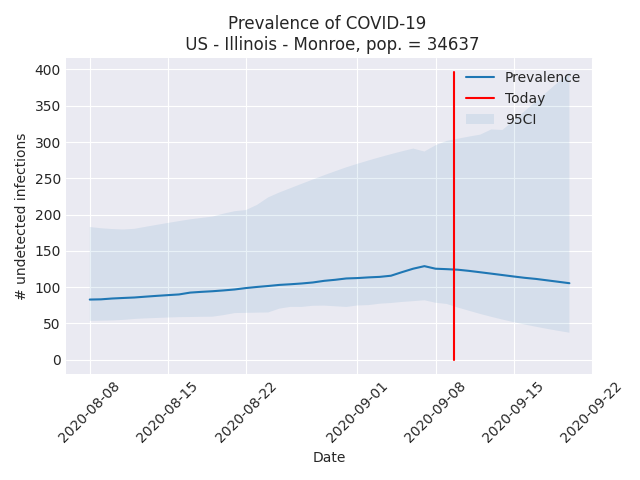 Prevalence of COVID-19
US - Illinois - Monroe, pop. = 34637
Prevalence
Today
95CI
# undetected infections
400
350
300
250
200
150
100
50
0
2020-08-08
2020-08-15
2020-08-22
2020-09-01
2020-09-08
2020-09-15
2020-09-22
Date